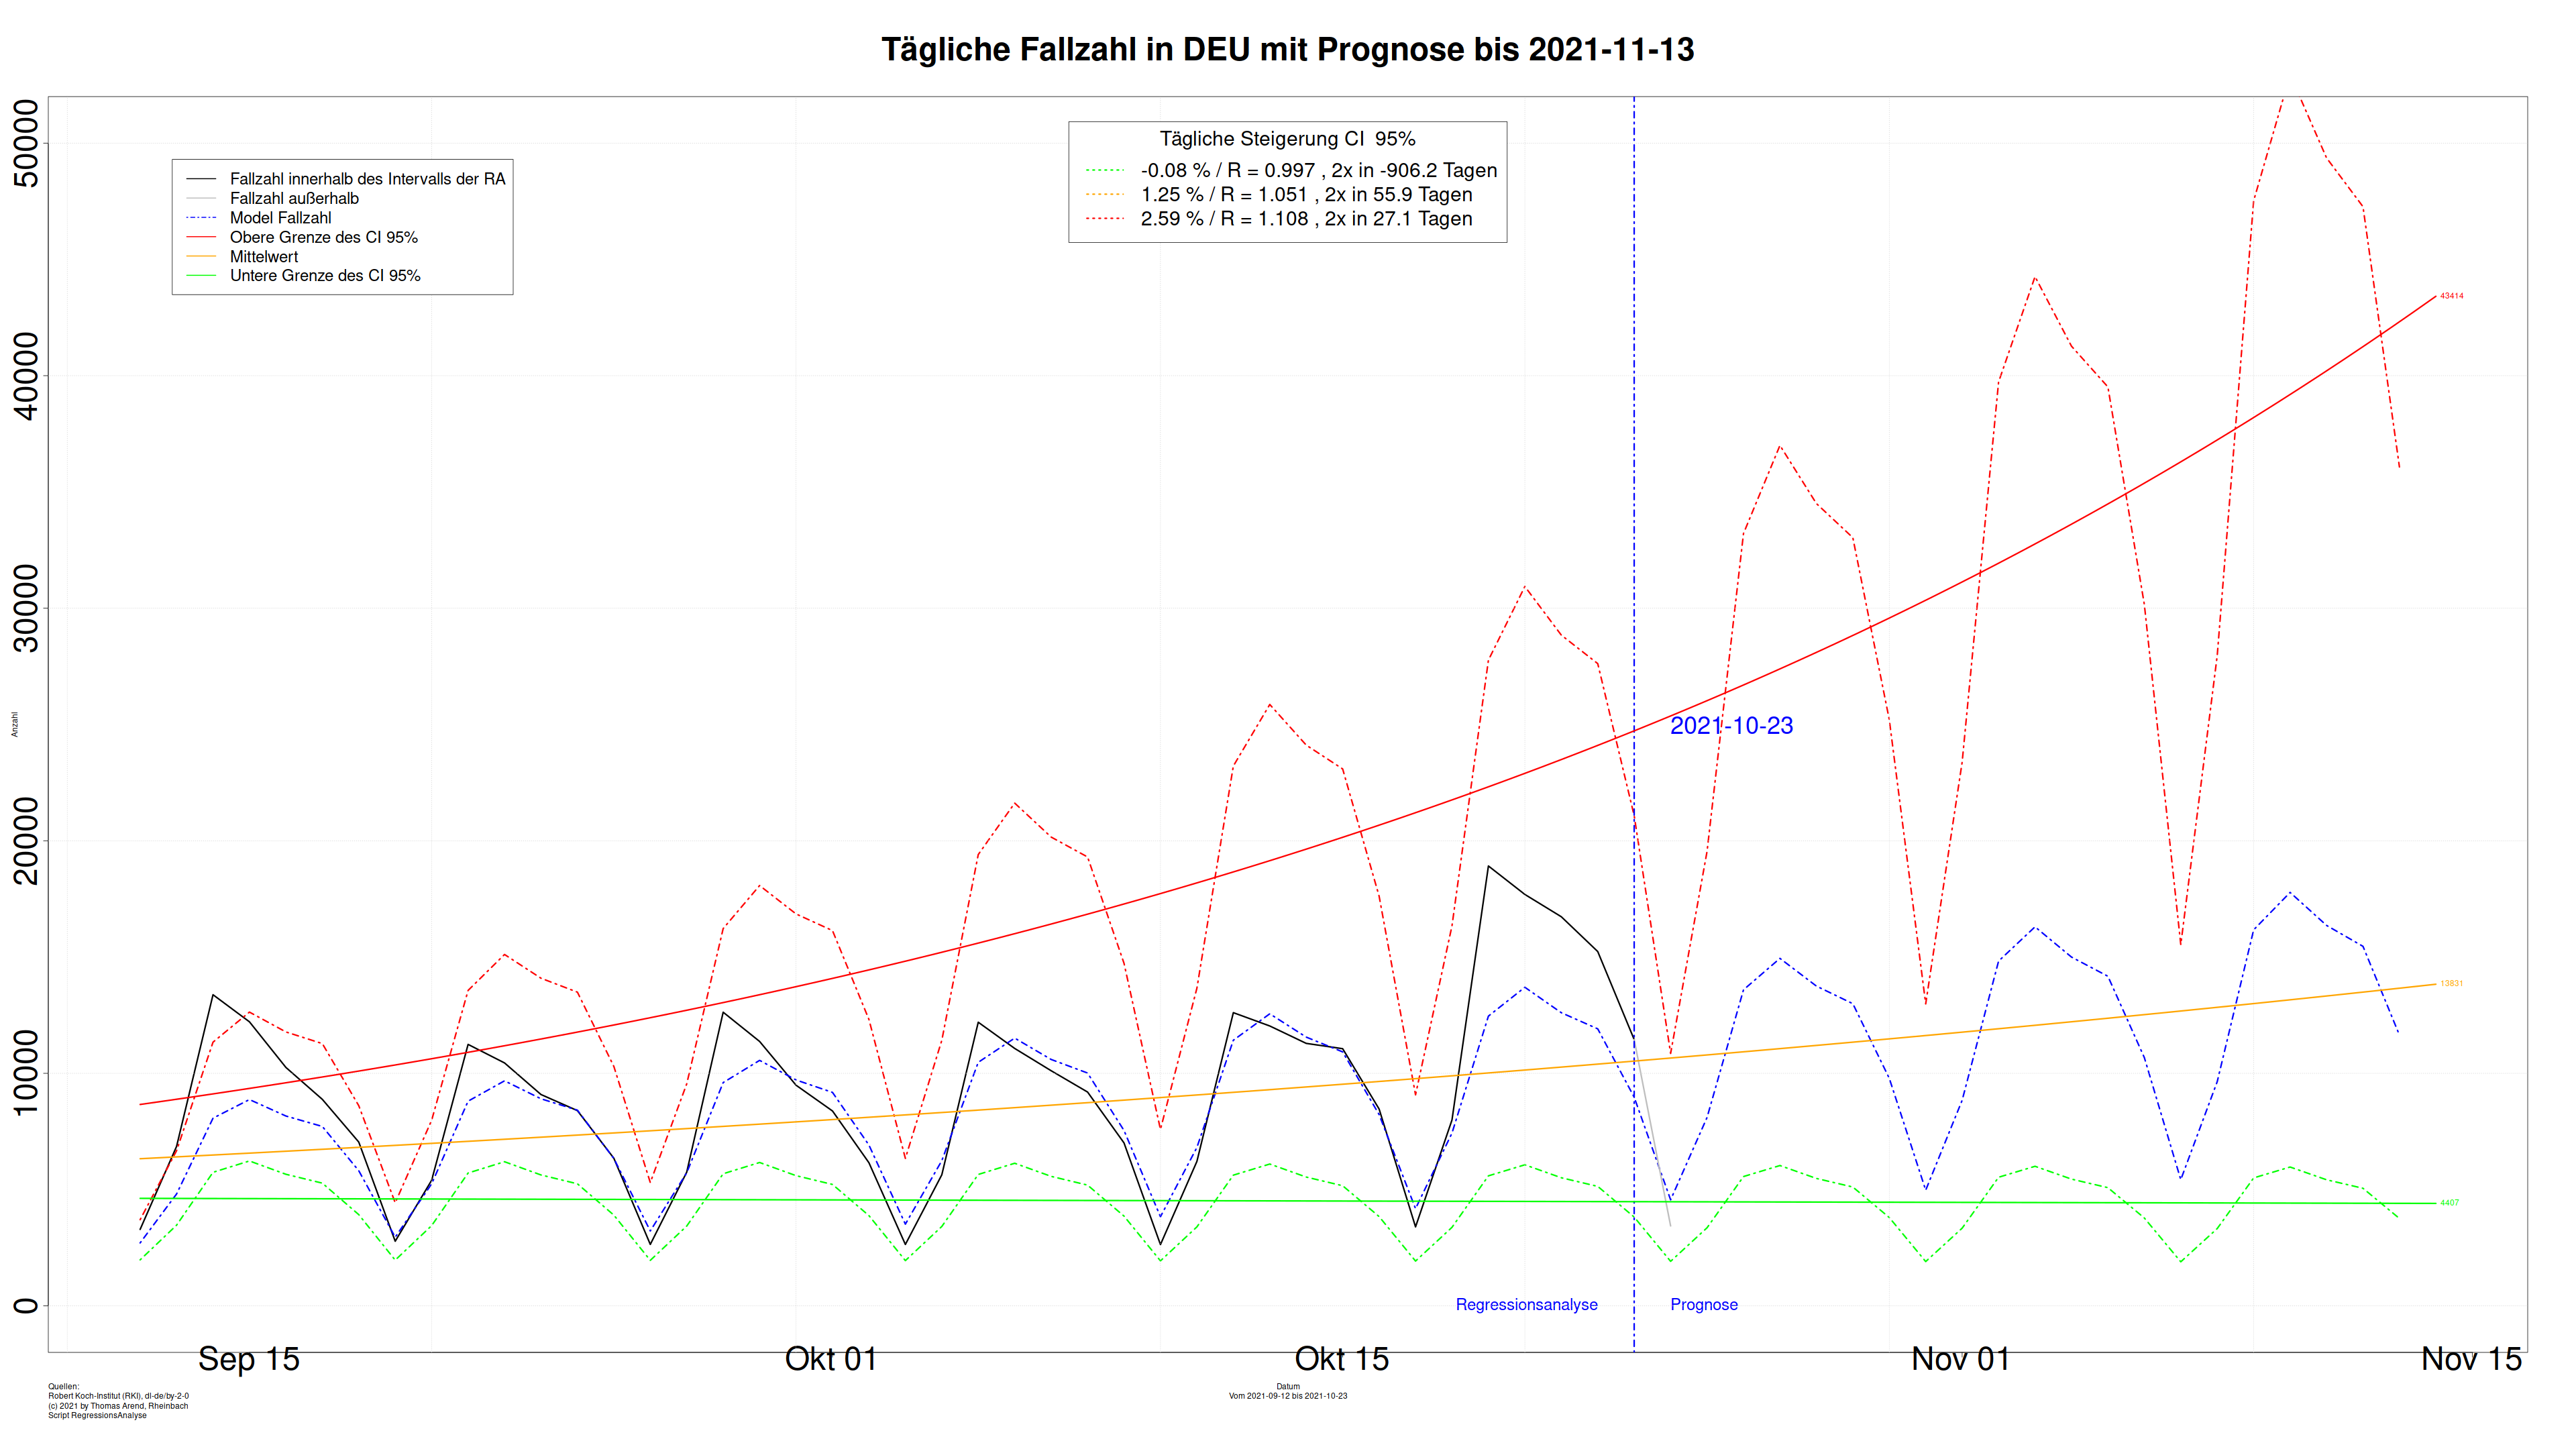 Tägliche Fallzahl in DEU mit Prognose bis 2021-11-13
Fallzahl innerhalb des Intervalls der RA
Fallzahl außerhalb
Model Fallzahl
Obere Grenze des CI 95%
Mittelwert
Untere Grenze des CI 95%
Tägliche Steigerung CI  95%
-0.08 % / R = 0.997 , 2x in -906.2 Tagen
1.25 % / R = 1.051 , 2x in 55.9 Tagen
2.59 % / R = 1.108 , 2x in 27.1 Tagen
50000
40000
30000
20000
10000
0
Anzahl
43414
2021-10-23
13831
4407
Regressionsanalyse
Prognose
Sep 15
Okt 01
Okt 15
Nov 01
Nov 15
Datum
Vom 2021-09-12 bis 2021-10-23
Quellen:
Robert Koch-Institut (RKI), dl-de/by-2-0
(c) 2021 by Thomas Arend, Rheinbach
Script RegressionsAnalyse